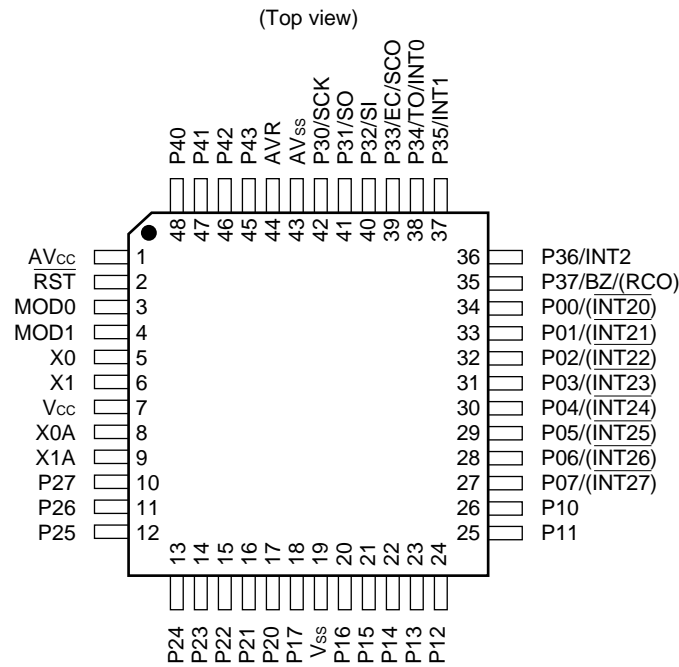 (Top view)
P40
P41
P42
P43
AVR
AVss
P30/SCK
P31/SO
P32/SI
P33/EC/SCO
P34/TO/INT0
P35/INT1
48
47
46
45
44
43
42
41
40
39
38
37
AVcc 1
RST 2
MOD0 3
MOD1 4
X0 5
X1 6
Vcc 7
X0A 8
X1A 9
P27 10
P26 11
P25 12
36 P36/INT2
35 P37/BZ/(RCO)
34 P00/(INT20)
33 P01/(INT21)
32 P02/(INT22)
31 P03/(INT23)
30 P04/(INT24)
29 P05/(INT25)
28 P06/(INT26)
27 P07/(INT27)
26 P10
25 P11
13
14
15
16
17
18
19
20
21
22
23
24
P24
P23
P22
P21
P20
P17
Vss
P16
P15
P14
P13
P12